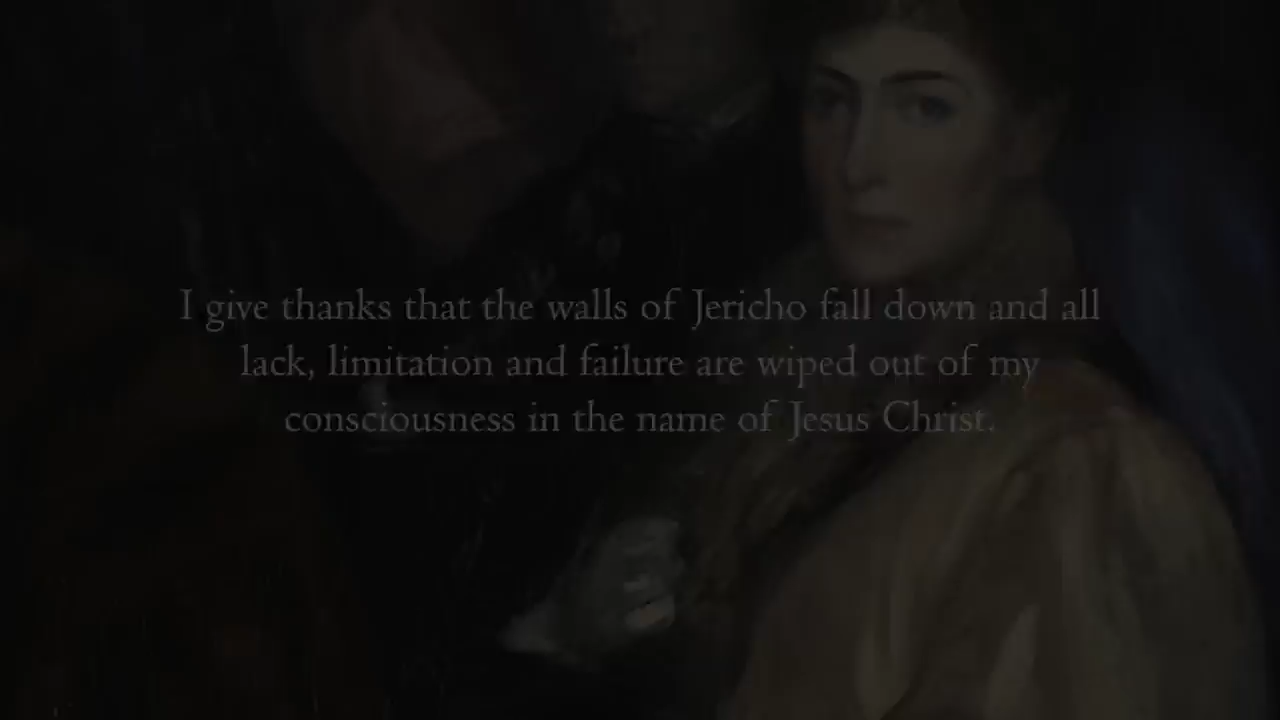 I give thanks that the walls of Jericho fall down and all
lack, limitation and failure are wiped out of my
consciousness in the name of Jesus Christ.